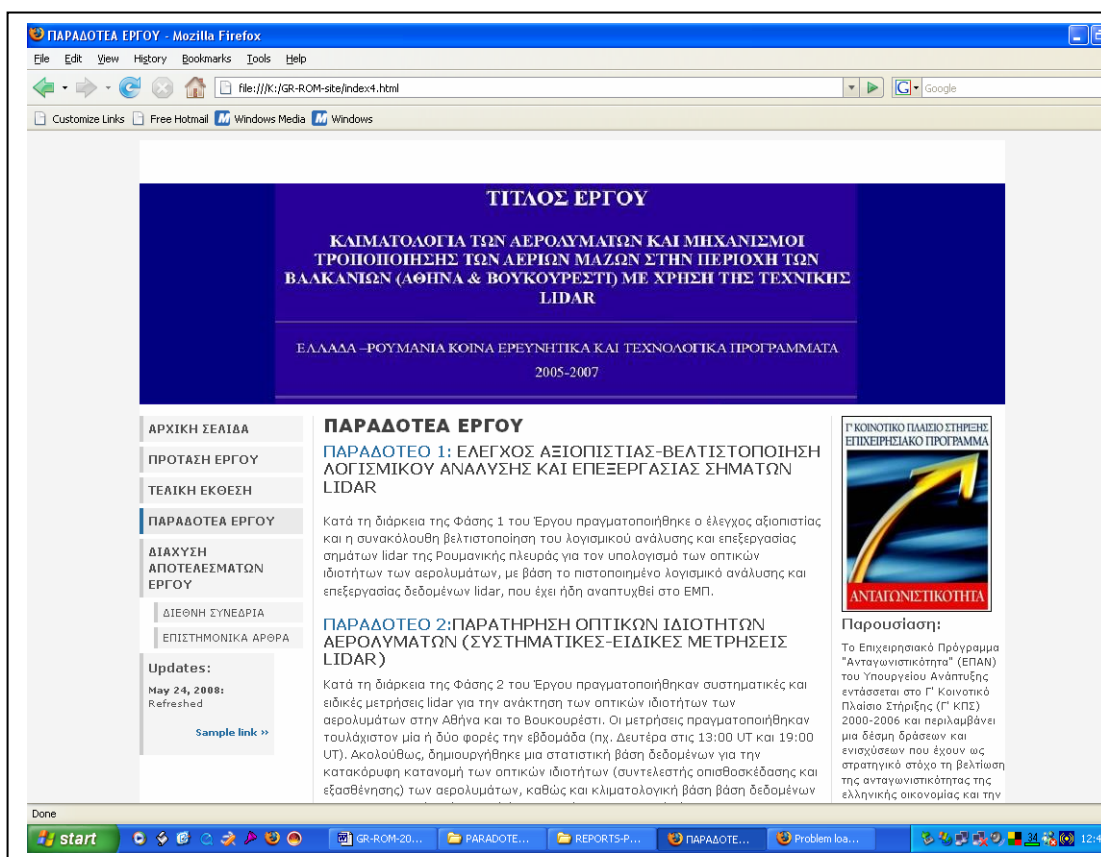 ΠΑΡΑΔΟΤΕΑ ΕΡΓΟΥ - Mozilla Firefox
File Edit View History Bookmarks Tools Help
file:///K:/GR-ROM-site/index4.html
Google
Customize Links Free Hotmail Windows Media Windows
ΤΙΤΛΟΣ ΕΡΓΟΥ
ΚΛΙΜΑΤΟΛΟΓΙΑ ΤΩΝ ΑΕΡΟΛΥΜΑΤΩΝ ΚΑΙ ΜΗΧΑΝΙΣΜΟΙ
ΤΡΟΠΟΠΟΙΗΣΗΣ ΤΩΝ ΑΕΡΙΩΝ ΜΑΖΩΝ ΣΤΗΝ ΠΕΡΙΟΧΗ ΤΩΝ
ΒΑΛΚΑΝΙΩΝ (ΑΘΗΝΑ & ΒΟΥΚΟΥΡΕΣΤΙ) ΜΕ ΧΡΗΣΗ ΤΗΣ ΤΕΧΝΙΚΗΣ
LIDAR
ΕΛΛΑΔΑ –ΡΟΥΜΑΝΙΑ ΚΟΙΝΑ ΕΡΕΥΝΗΤΙΚΑ ΚΑΙ ΤΕΧΝΟΛΟΓΙΚΑ ΠΡΟΓΡΑΜΜΑΤΑ
2005-2007
ΑΡΧΙΚΗ ΣΕΛΙΔΑ
ΠΡΟΤΑΣΗ ΕΡΓΟΥ
ΤΕΛΙΚΗ ΕΚΘΕΣΗ
ΠΑΡΑΔΟΤΕΑ ΕΡΓΟΥ
ΔΙΑΧΥΣΗ
ΑΠΟΤΕΛΕΣΜΑΤΩΝ
ΕΡΓΟΥ
ΔΙΕΘΝΗ ΣΥΝΕΔΡΙΑ
ΕΠΙΣΤΗΜΟΝΙΚΑ ΑΡΘΡΑ
Updates:
May 24, 2008:
Refreshed
Sample link »
ΠΑΡΑΔΟΤΕΑ ΕΡΓΟΥ
ΠΑΡΑΔΟΤΕΟ 1: ΕΛΕΓΧΟΣ ΑΞΙΟΠΙΣΤΙΑΣ-ΒΕΛΤΙΣΤΟΠΟΙΗΣΗ
ΛΟΓΙΣΜΙΚΟΥ ΑΝΑΛΥΣΗΣ ΚΑΙ ΕΠΕΞΕΡΓΑΣΙΑΣ ΣΗΜΑΤΩΝ
LIDAR
Κατά τη διάρκεια της Φάσης 1 του Έργου πραγματοποιήθηκε ο έλεγχος αξιοπιστίας
και η συνακόλουθη βελτιστοποίηση του λογισμικού ανάλυσης και επεξεργασίας
σημάτων lidar της Ρουμανικής πλευράς για τον υπολογισμό των οπτικών
ιδιοτήτων των αερολυμάτων, με βάση το πιστοποιημένο λογισμικό ανάλυσης και
επεξεργασίας δεδομένων lidar, που έχει ήδη αναπτυχθεί στο ΕΜΠ.
ΠΑΡΑΔΟΤΕΟ 2:ΠΑΡΑΤΗΡΗΣΗ ΟΠΤΙΚΩΝ ΙΔΙΟΤΗΤΩΝ
ΑΕΡΟΛΥΜΑΤΩΝ (ΣΥΣΤΗΜΑΤΙΚΕΣ-ΕΙΔΙΚΕΣ ΜΕΤΡΗΣΕΙΣ
LIDAR)
Κατά τη διάρκεια της Φάσης 2 του Έργου πραγματοποιήθηκαν συστηματικές και
ειδικές μετρήσεις lidar για την ανάκτηση των οπτικών ιδιοτήτων των
αερολυμάτων στην Αθήνα και το Βουκουρέστι. Οι μετρήσεις πραγματοποιήθηκαν
τουλάχιστον μία ή δύο φορές την εβδομάδα (πχ. Δευτέρα στις 13:00 UT και 19:00
UT). Ακολούθως, δημιουργήθηκε μια στατιστική βάση δεδομένων για την
κατακόρυφη κατανομή των οπτικών ιδιοτήτων (συντελεστής οπισθοσκέδασης και
εξασθένησης) των αερολυμάτων, καθώς και κλιματολογική βάση βάση δεδομένων
Γ' ΚΟΙΝΟΤΙΚΟ ΠΛΑΙΣΙΟ ΣΤΗΡΙΞΗΣ
ΕΠΙΧΕΙΡΗΣΙΑΚΟ ΠΡΟΓΡΑΜΜΑ
ΑΝΤΑΓΩΝΙΣΤΙΚΟΤΗΤΑ
Παρουσίαση:
Το Επιχειρησιακό Πρόγραμμα
"Ανταγωνιστικότητα" (ΕΠΑΝ)
του Υπουργείου Ανάπτυξης
εντάσσεται στο Γ' Κοινοτικό
Πλαίσιο Στήριξης (Γ' ΚΠΣ)
2000-2006 και περιλαμβάνει
μια δέσμη δράσεων και
ενισχύσεων που έχουν ως
στρατηγικό στόχο τη βελτίωση
της ανταγωνιστικότητας της
ελληνικής οικονομίας και την
Done
start GR-ROM-20... PARADOTE... REPORTS-P... ΠΑΡΑΔΟΤΕ... Problem loa... 34 12:4